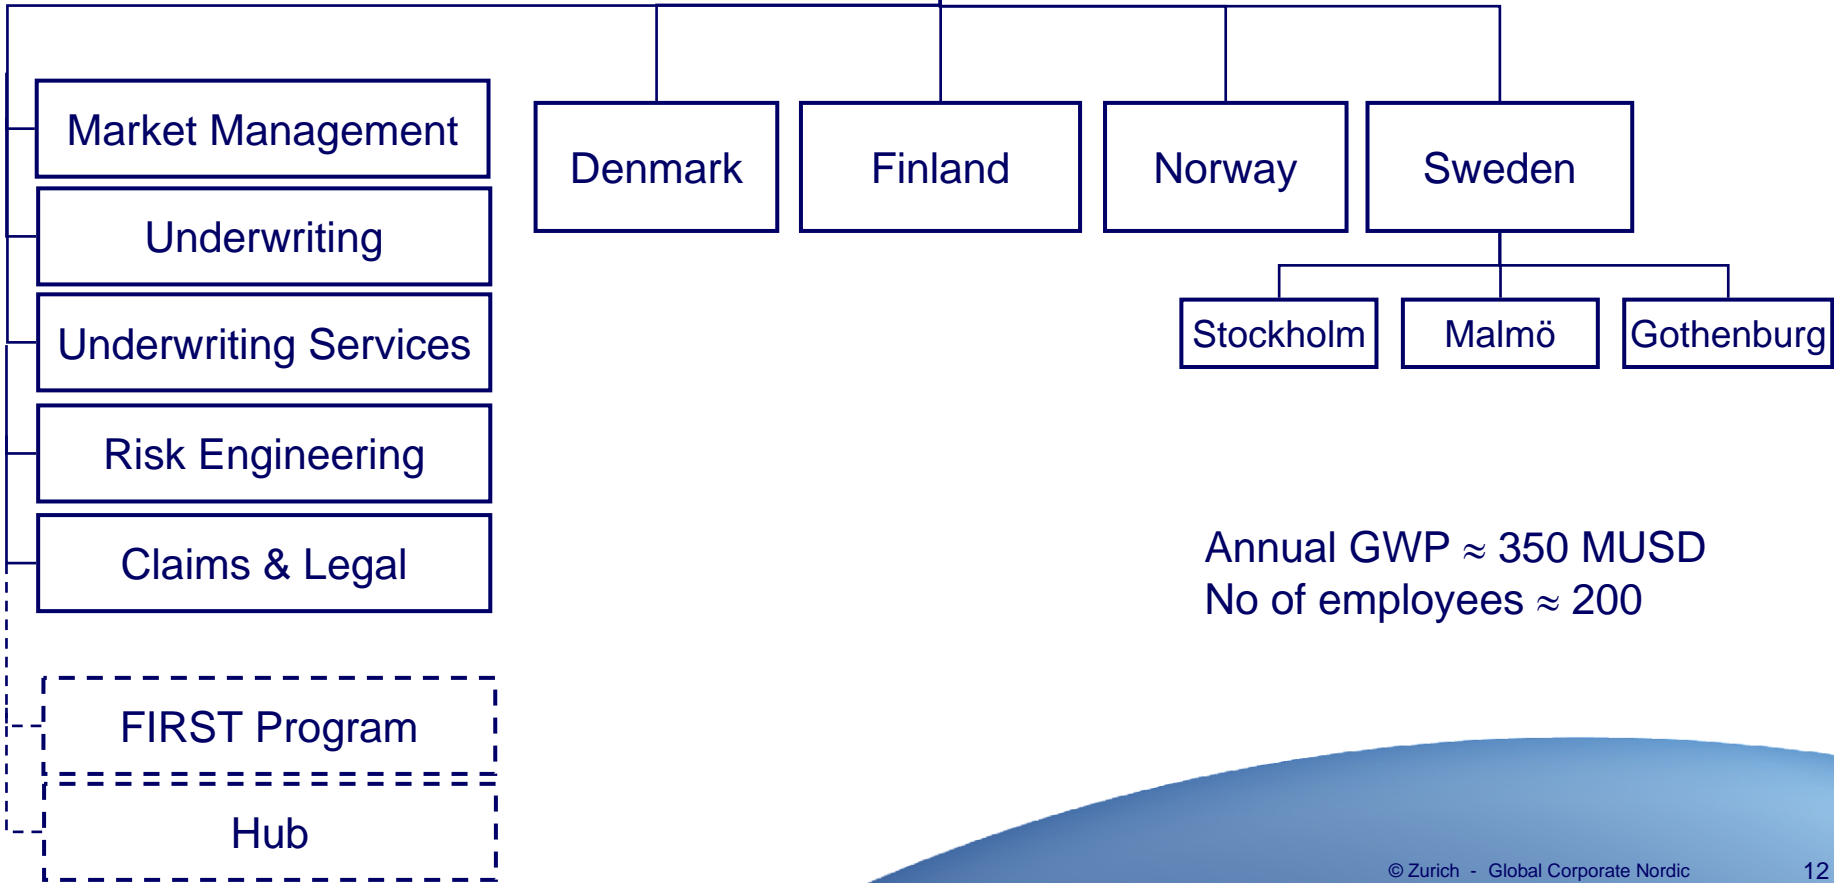 Market Management
Underwriting
Underwriting Services
Risk Engineering
Claims & Legal
FIRST Program
Hub
Denmark
Finland
Norway
Sweden
Stockholm
Malmö
Gothenburg
Annual GWP ≈ 350 MUSD
No of employees ≈ 200
© Zurich - Global Corporate Nordic
12